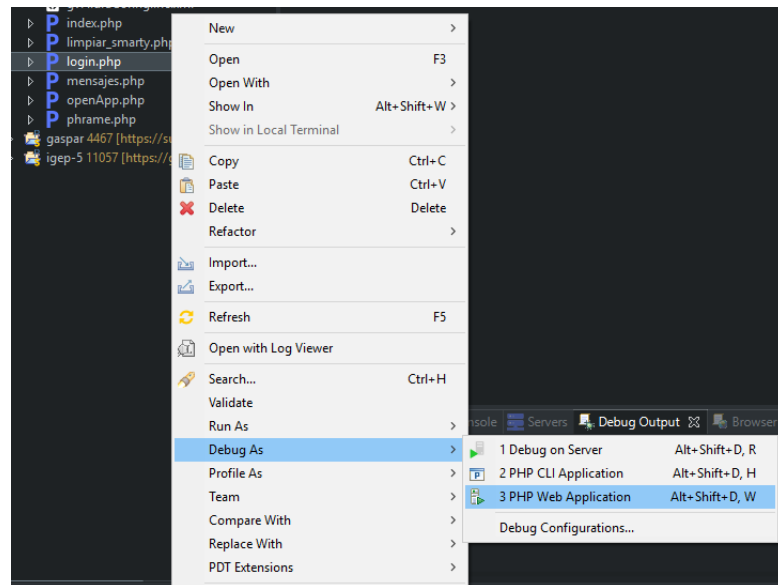 index.php
limpiar_smarty.php
login.php
mensajes.php
openApp.php
phrame.php
gaspar 4467 [https://su
igep-5 11057 [https://g
New
Open F3
Open With
Show In Alt+Shift+W
Show in Local Terminal
Copy Ctrl+C
Paste Ctrl+V
Delete Delete
Refactor
Import...
Export...
Refresh F5
Open with Log Viewer
Search... Ctrl+H
Validate
Run As
Debug As
Profile As
Team
Compare With
Replace With
PDT Extensions
nsole Servers Debug Output Browser
1 Debug on Server Alt+Shift+D, R
2 PHP CLI Application Alt+Shift+D, H
3 PHP Web Application Alt+Shift+D, W
Debug Configurations...